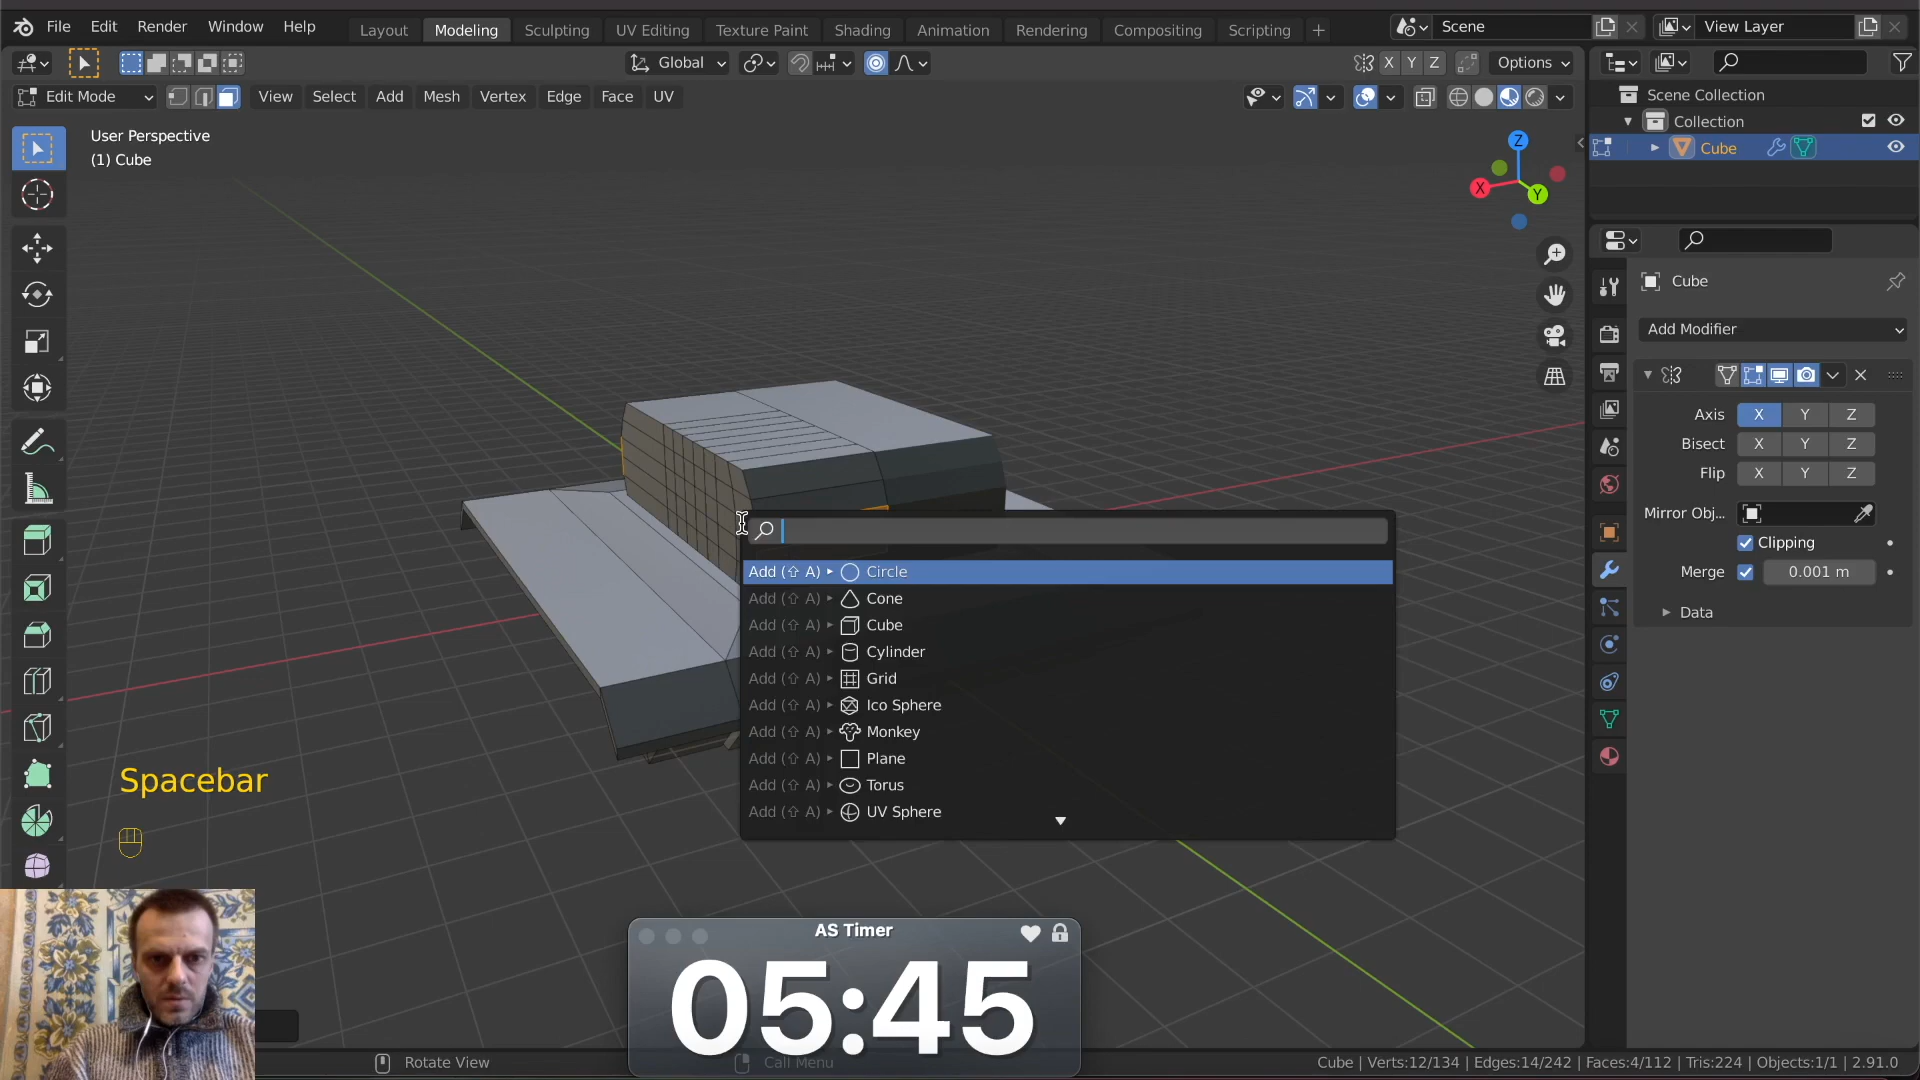 File Edit Render Window Help
Layout Modeling Sculpting UV Editing Texture Paint Shading Animation Rendering Compositing Scripting +
Scene
View Layer
Global
X Y Z
Options
Edit Mode
View Select Add Mesh Vertex Edge Face UV
User Perspective
(1) Cube
Z
X
Y
Scene Collection
Collection
Cube
Cube
Add Modifier
Axis X Y Z
Bisect X Y Z
Flip X Y Z
Mirror Obj...
Clipping
Merge 0.001 m
Data
Add (⇧ A) ▸ Circle
Add (⇧ A) ▸ Cone
Add (⇧ A) ▸ Cube
Add (⇧ A) ▸ Cylinder
Add (⇧ A) ▸ Grid
Add (⇧ A) ▸ Ico Sphere
Add (⇧ A) ▸ Monkey
Add (⇧ A) ▸ Plane
Add (⇧ A) ▸ Torus
Add (⇧ A) ▸ UV Sphere
Spacebar
AS Timer
05:45
Rotate View
Call Menu
Cube | Verts:12/134 | Edges:14/242 | Faces:4/112 | Tris:224 | Objects:1/1 | 2.91.0